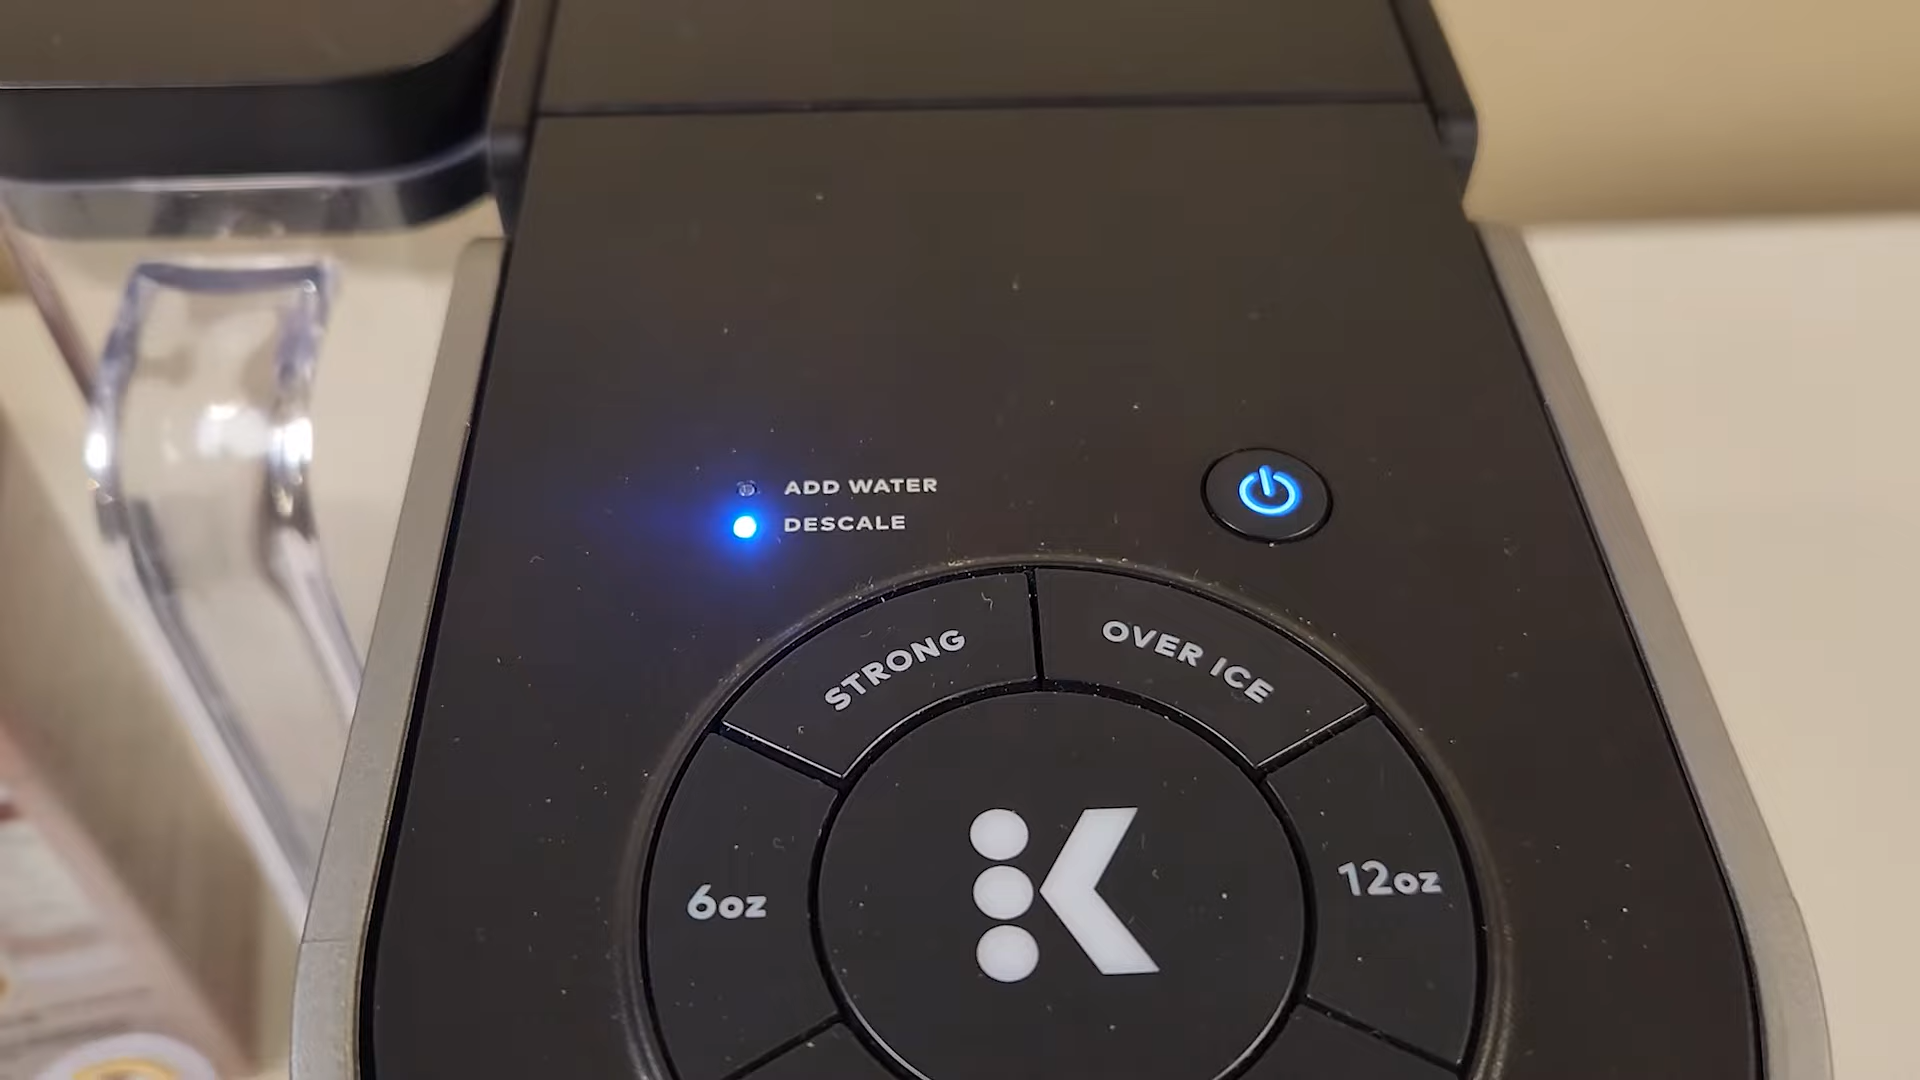 ADD WATER
DESCALE
STRONG
OVER ICE
6oz
12oz
K